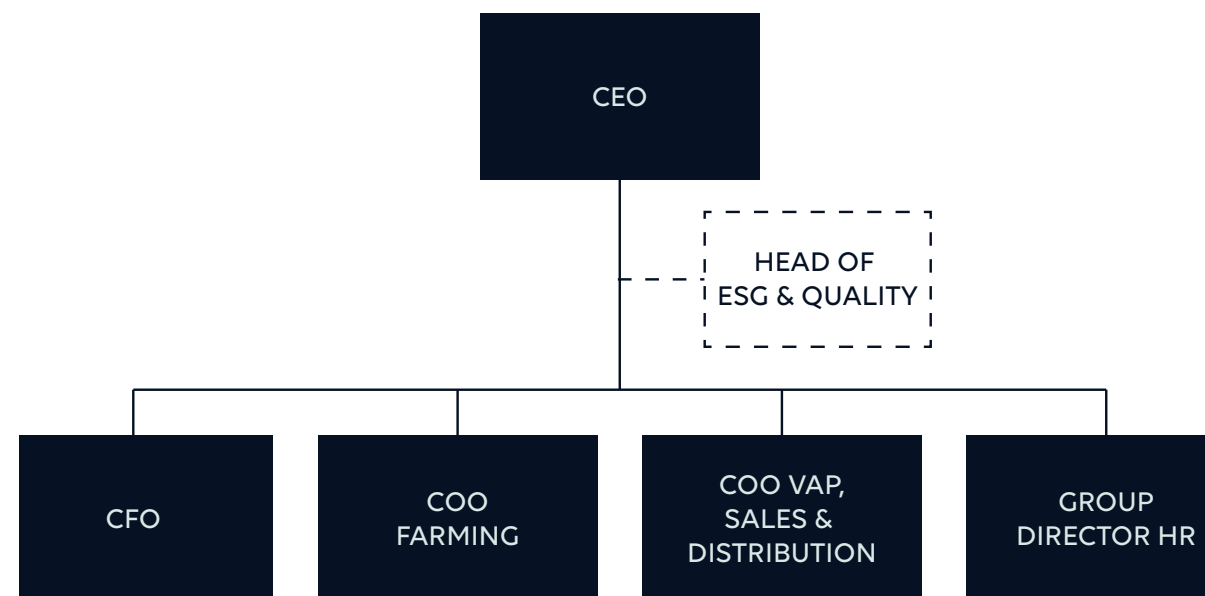 CEO
HEAD OF
ESG & QUALITY
CFO
COO
FARMING
COO VAP,
SALES &
DISTRIBUTION
GROUP
DIRECTOR HR